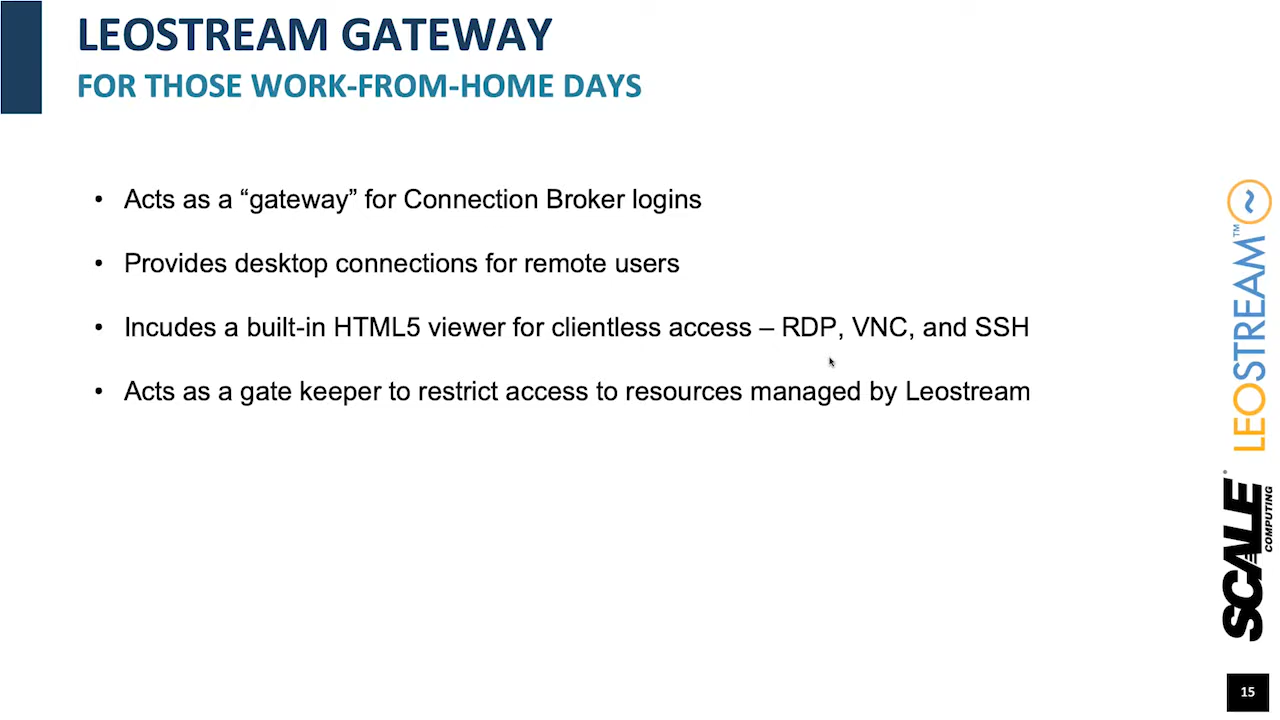 LEOSTREAM GATEWAY
FOR THOSE WORK-FROM-HOME DAYS
• Acts as a “gateway” for Connection Broker logins
• Provides desktop connections for remote users
• Incudes a built-in HTML5 viewer for clientless access – RDP, VNC, and SSH
• Acts as a gate keeper to restrict access to resources managed by Leostream
LEOSTREAM™
SCALE®
COMPUTING
15